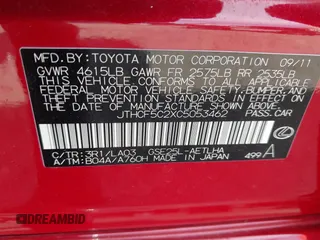 MFD. BY: TOYOTA MOTOR CORPORATION 09/11
GVWR 4615LB GAWR FR 2575LB RR 2535LB
THIS VEHICLE CONFORMS TO ALL APPLICABLE
FEDERAL MOTOR VEHICLE SAFETY, BUMPER, AND
THEFT PREVENTION STANDARDS IN EFFECT ON
THE DATE OF MANUFACTURE SHOWN ABOVE.
JTHCF5C2XC5053462 PASS. CAR
C/TR: 3R1/LA03 GSE25L-AETLHA
A/TM: B04A/A760H MADE IN JAPAN 499 A
© AutoBidMaster